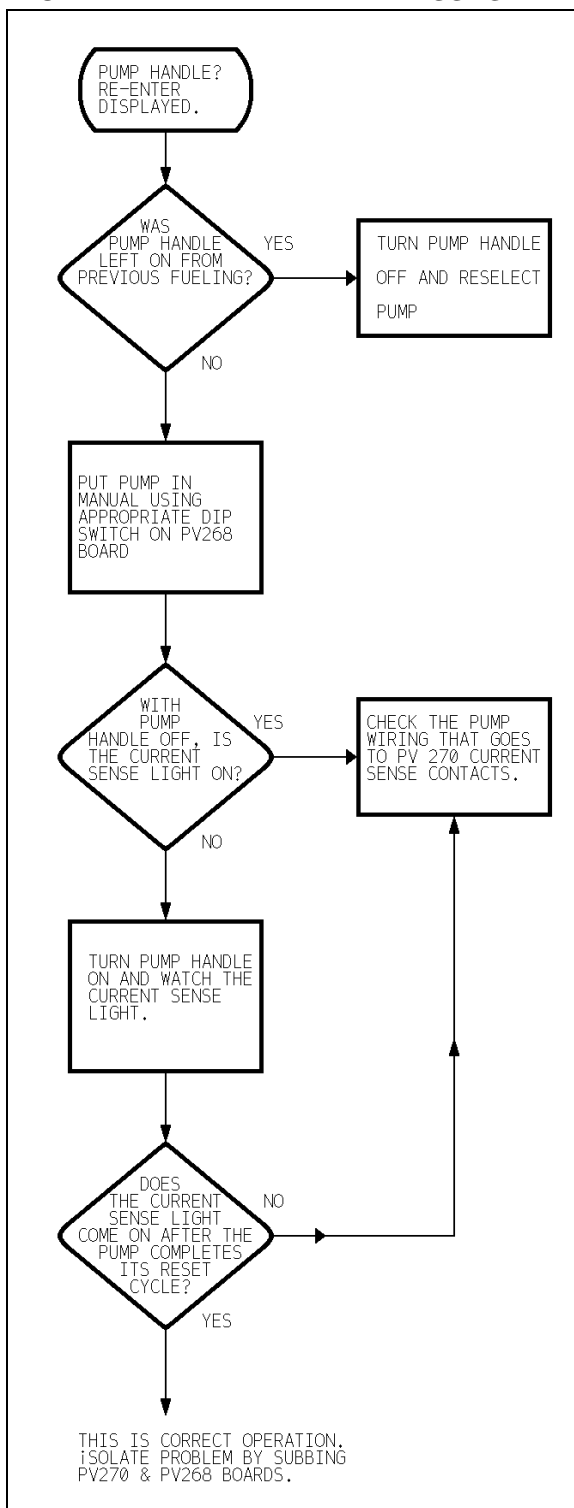 PUMP HANDLE?
RE-ENTER
DISPLAYED.
WAS
PUMP HANDLE
LEFT ON FROM
PREVIOUS FUELING?
YES
TURN PUMP HANDLE
OFF AND RESELECT
PUMP
NO
PUT PUMP IN
MANUAL USING
APPROPRIATE DIP
SWITCH ON PV268
BOARD
WITH
PUMP
HANDLE OFF, IS
THE CURRENT
SENSE LIGHT ON?
YES
CHECK THE PUMP
WIRING THAT GOES
TO PV 270 CURRENT
SENSE CONTACTS.
NO
TURN PUMP HANDLE
ON AND WATCH THE
CURRENT SENSE
LIGHT.
DOES
THE CURRENT
SENSE LIGHT
COME ON AFTER THE
PUMP COMPLETES
ITS RESET
CYCLE?
NO
YES
THIS IS CORRECT OPERATION.
iSOLATE PROBLEM BY SUBBING
PV270 & PV268 BOARDS.